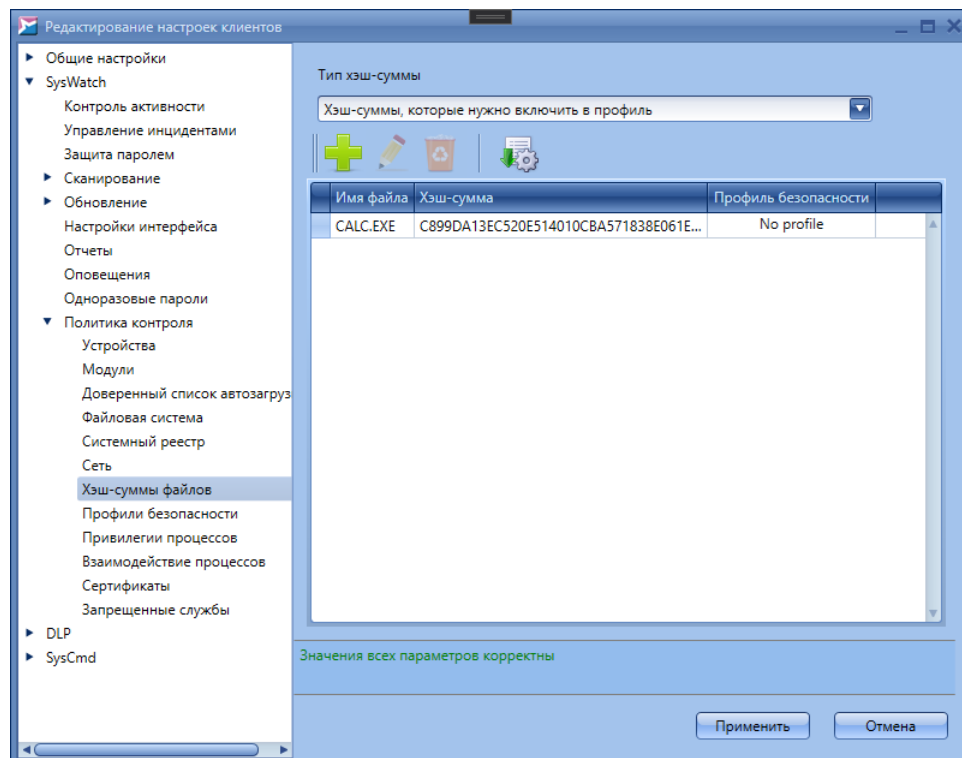 Редактирование настроек клиентов
Общие настройки
SysWatch
Контроль активности
Управление инцидентами
Защита паролем
Сканирование
Обновление
Настройки интерфейса
Отчеты
Оповещения
Одноразовые пароли
Политика контроля
Устройства
Модули
Доверенный список автозагруз
Файловая система
Системный реестр
Сеть
Хэш-суммы файлов
Профили безопасности
Привилегии процессов
Взаимодействие процессов
Сертификаты
Запрещенные службы
DLP
SysCmd
Тип хэш-суммы
Хэш-суммы, которые нужно включить в профиль
Имя файла Хэш-сумма Профиль безопасности
CALC.EXE C899DA13EC520E514010CBA571838E061E... No profile
Значения всех параметров корректны
Применить Отмена